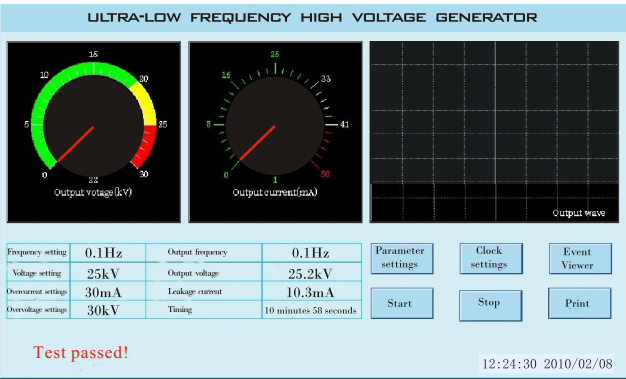 ULTRA-LOW FREQUENCY HIGH VOLTAGE GENERATOR
15
10 20
5 25
0 22 30
Output votage(kV)
25
16 33
8 41
0 1 50
Output current(mA)
Output wave
Frequency setting 0.1Hz Output frequency 0.1Hz
Voltage setting 25kV Output voltage 25.2kV
Overcurrent settings 30mA Leakage current 10.3mA
Overvoltage settings 30kV Timing 10 minutes 58 seconds
Parameter settings
Clock settings
Event Viewer
Start
Stop
Print
Test passed!
12:24:30 2010/02/08